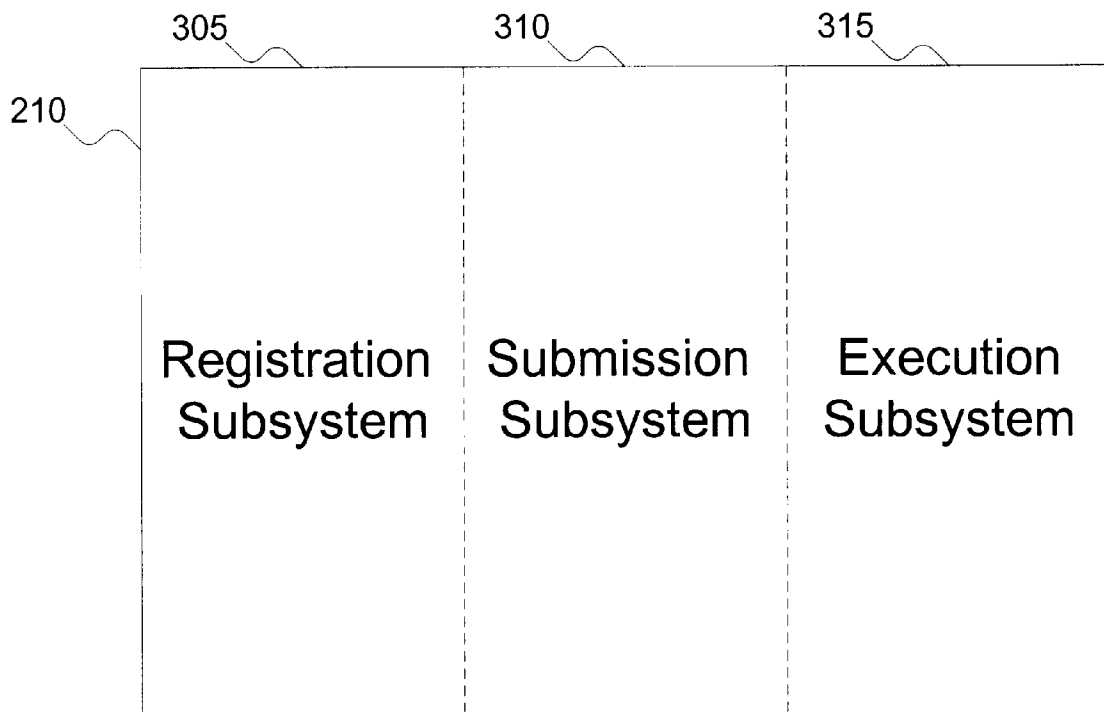 305
310
315
210
Registration
Subsystem
Submission
Subsystem
Execution
Subsystem